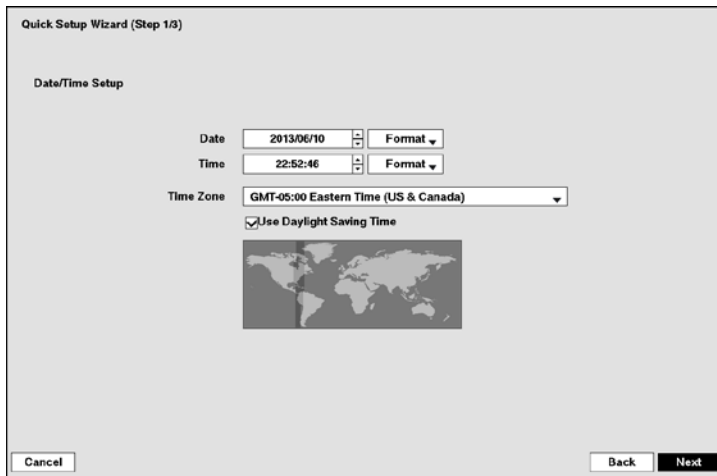 Quick Setup Wizard (Step 1/3)
Date/Time Setup
Date 2013/06/10 Format
Time 22:52:46 Format
Time Zone GMT-05:00 Eastern Time (US & Canada)
Use Daylight Saving Time
Cancel Back Next